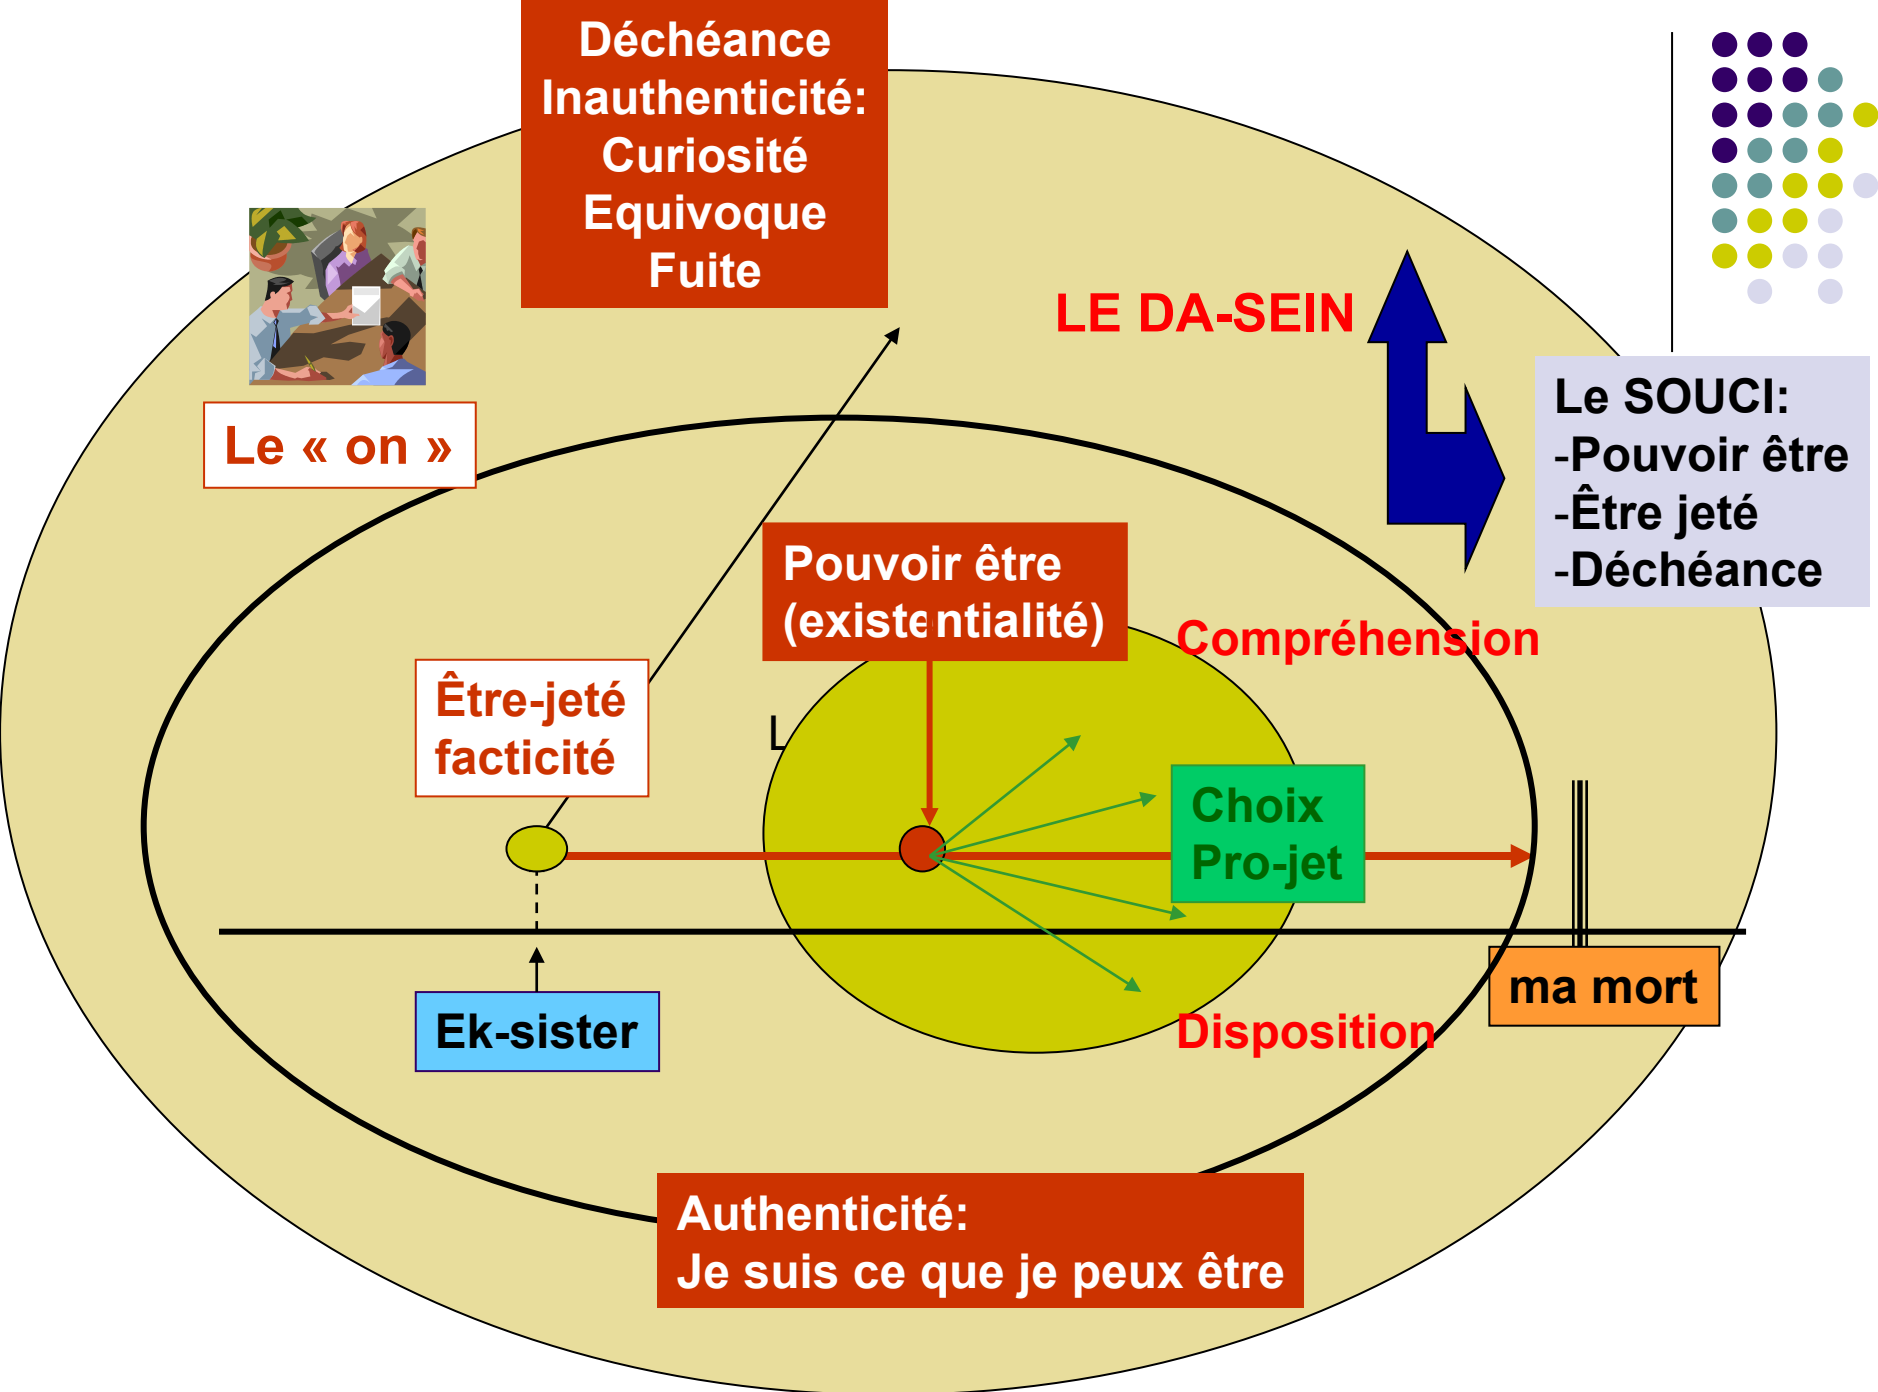 Déchéance
Inauthenticité:
Curiosité
Equivoque
Fuite
LE DA-SEIN
Le SOUCI:
-Pouvoir être
-Être jeté
-Déchéance
Le « on »
Pouvoir être
(existentialité)
Compréhension
Être-jeté
facticité
L
Choix
Pro-jet
ma mort
Ek-sister
Disposition
Authenticité:
Je suis ce que je peux être